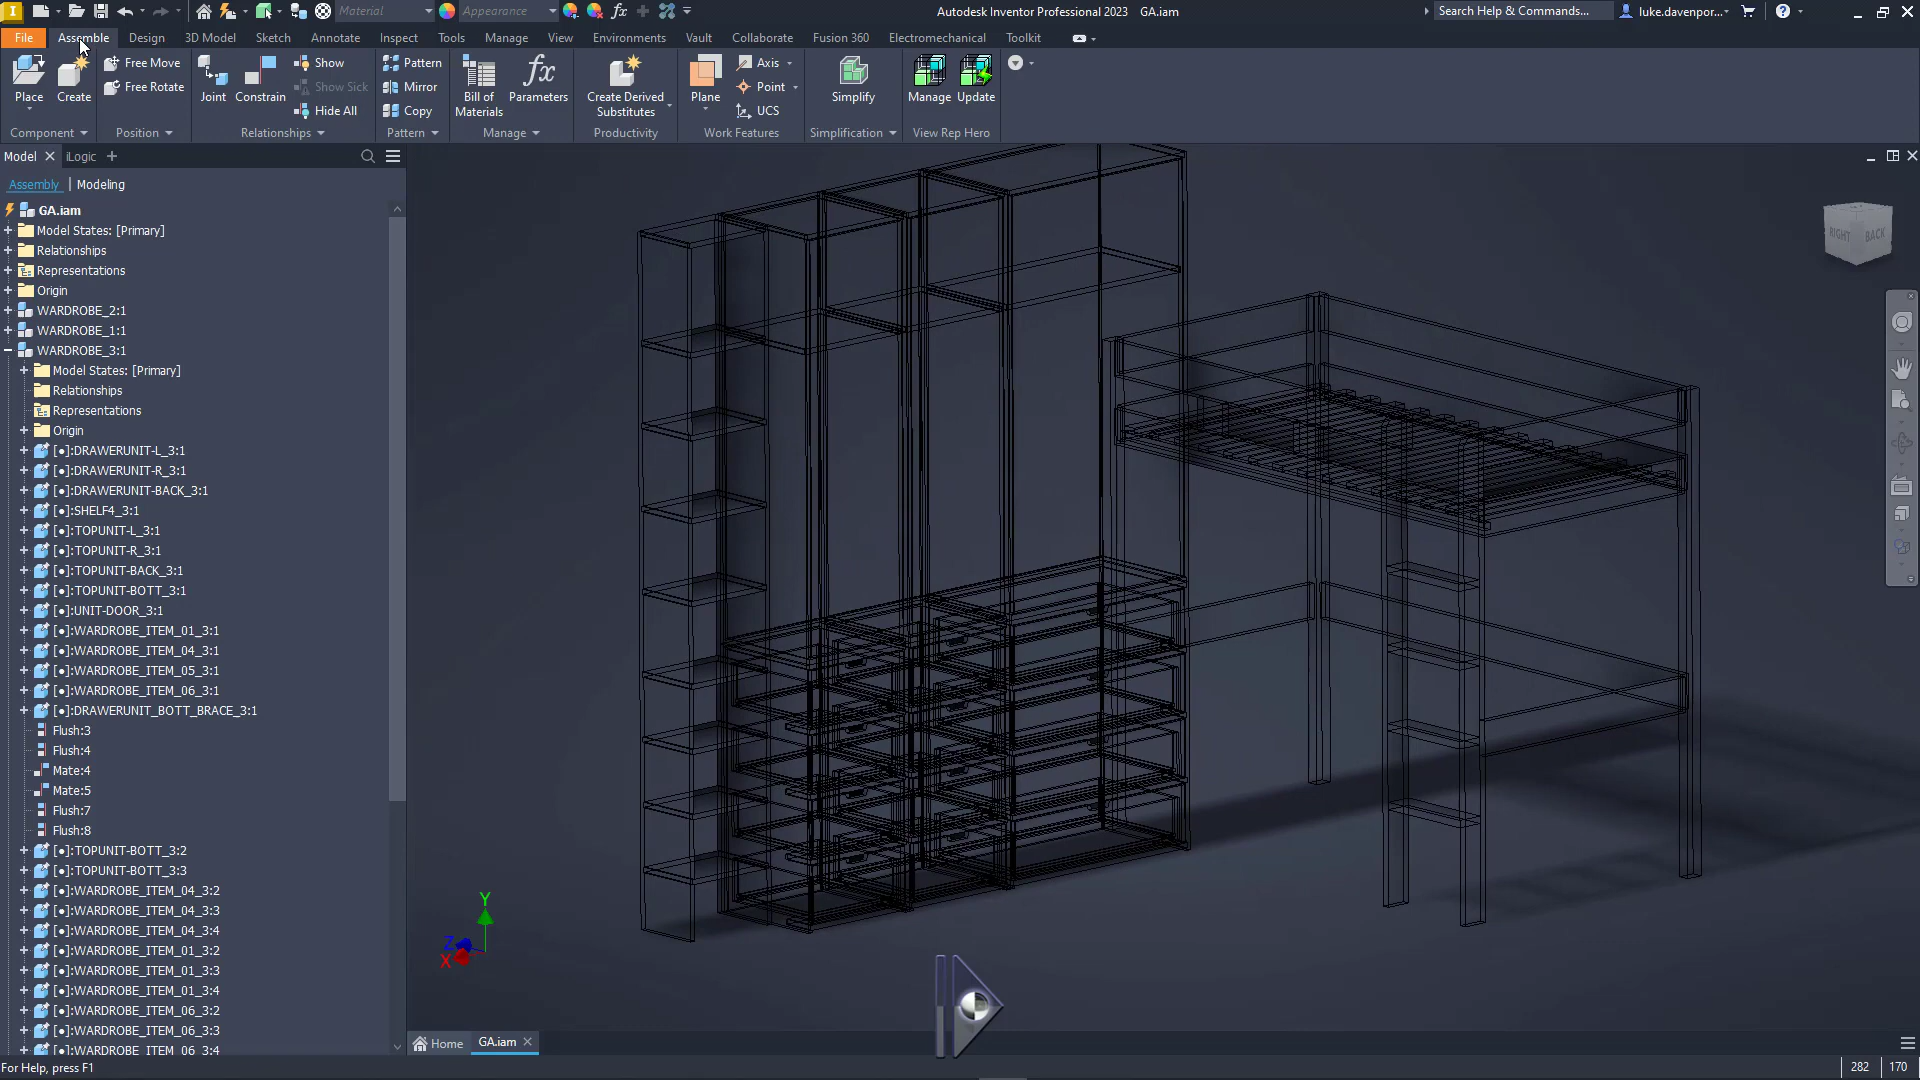 Material
Appearance
fx
Autodesk Inventor Professional 2023 GA.iam
Search Help & Commands...
luke.davenpor...
File
Assemble
Design
3D Model
Sketch
Annotate
Inspect
Tools
Manage
View
Environments
Vault
Collaborate
Fusion 360
Electromechanical
Toolkit
Place
Create
Free Move
Free Rotate
Joint
Constrain
Show
Show Sick
Hide All
Pattern
Mirror
Copy
Bill of
Materials
fx
Parameters
Create Derived
Substitutes
Plane
Axis
Point
UCS
Simplify
Manage
Update
Component
Position
Relationships
Pattern
Manage
Productivity
Work Features
Simplification
View Rep Hero
Model
iLogic
Assembly | Modeling
GA.iam
Model States: [Primary]
Relationships
Representations
Origin
WARDROBE_2:1
WARDROBE_1:1
WARDROBE_3:1
Model States: [Primary]
Relationships
Representations
Origin
[•]:DRAWERUNIT-L_3:1
[•]:DRAWERUNIT-R_3:1
[•]:DRAWERUNIT-BACK_3:1
[•]:SHELF4_3:1
[•]:TOPUNIT-L_3:1
[•]:TOPUNIT-R_3:1
[•]:TOPUNIT-BACK_3:1
[•]:TOPUNIT-BOTT_3:1
[•]:UNIT-DOOR_3:1
[•]:WARDROBE_ITEM_01_3:1
[•]:WARDROBE_ITEM_04_3:1
[•]:WARDROBE_ITEM_05_3:1
[•]:WARDROBE_ITEM_06_3:1
[•]:DRAWERUNIT_BOTT_BRACE_3:1
Flush:3
Flush:4
Mate:4
Mate:5
Flush:7
Flush:8
[•]:TOPUNIT-BOTT_3:2
[•]:TOPUNIT-BOTT_3:3
[•]:WARDROBE_ITEM_04_3:2
[•]:WARDROBE_ITEM_04_3:3
[•]:WARDROBE_ITEM_04_3:4
[•]:WARDROBE_ITEM_01_3:2
[•]:WARDROBE_ITEM_01_3:3
[•]:WARDROBE_ITEM_01_3:4
[•]:WARDROBE_ITEM_06_3:2
[•]:WARDROBE_ITEM_06_3:3
[•]:WARDROBE_ITEM_06_3:4
RIGHT
BACK
Y
Z
X
Home
GA.iam
For Help, press F1
282
170